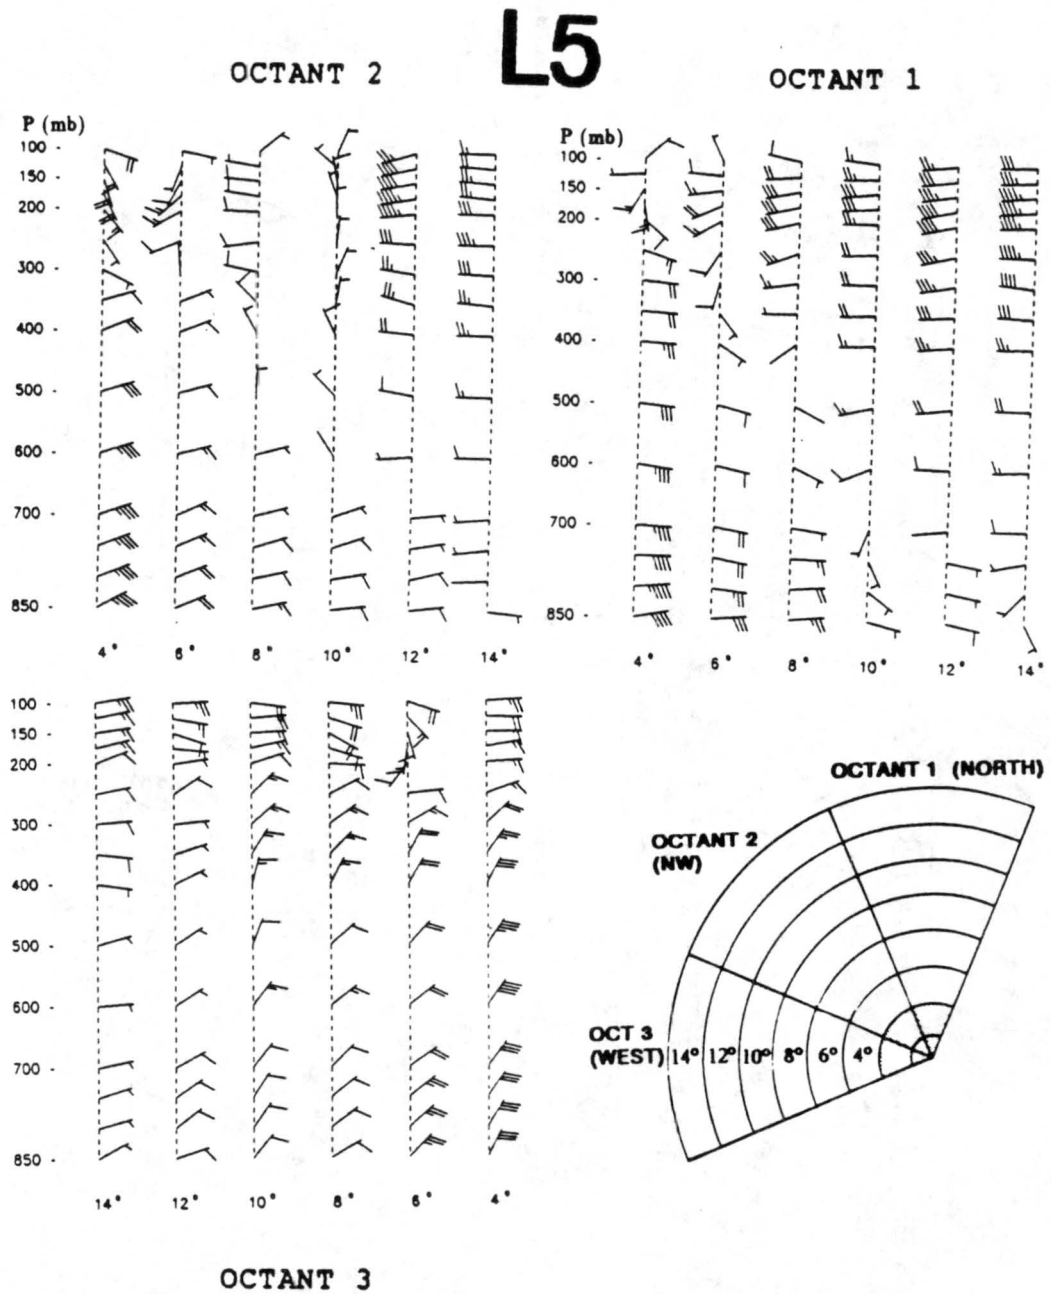 L5
OCTANT 2
OCTANT 1
P (mb)
100 -
150 -
200 -
300 -
400 -
500 -
600 -
700 -
850 -
4° 6° 8° 10° 12° 14°
P (mb)
100 -
150 -
200 -
300 -
400 -
500 -
600 -
700 -
850 -
4° 6° 8° 10° 12° 14°
100 -
150 -
200 -
300 -
400 -
500 -
600 -
700 -
850 -
14° 12° 10° 8° 6° 4°
OCTANT 3
OCTANT 1 (NORTH)
OCTANT 2
(NW)
OCT 3
(WEST) 14° 12° 10° 8° 6° 4°